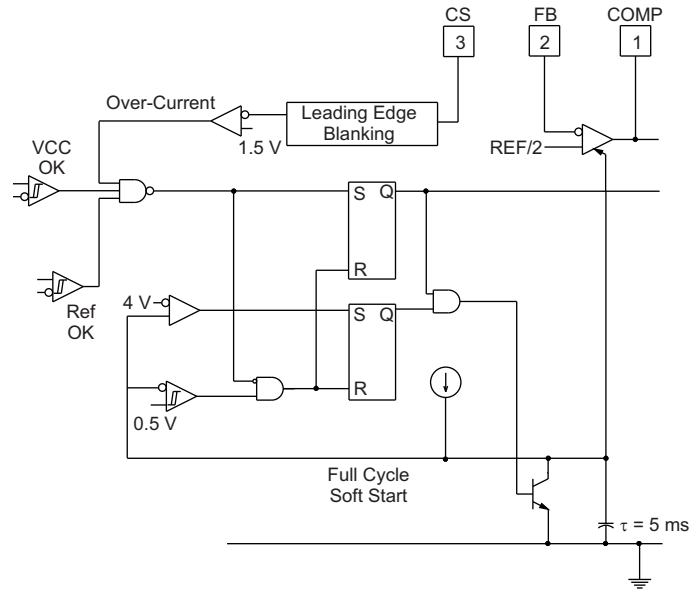 CS
FB
COMP
3
2
1
Over-Current
Leading Edge
Blanking
1.5 V
REF/2
VCC
OK
S
Q
R
Ref
OK
4 V
S
Q
R
0.5 V
Full Cycle
Soft Start
τ = 5 ms